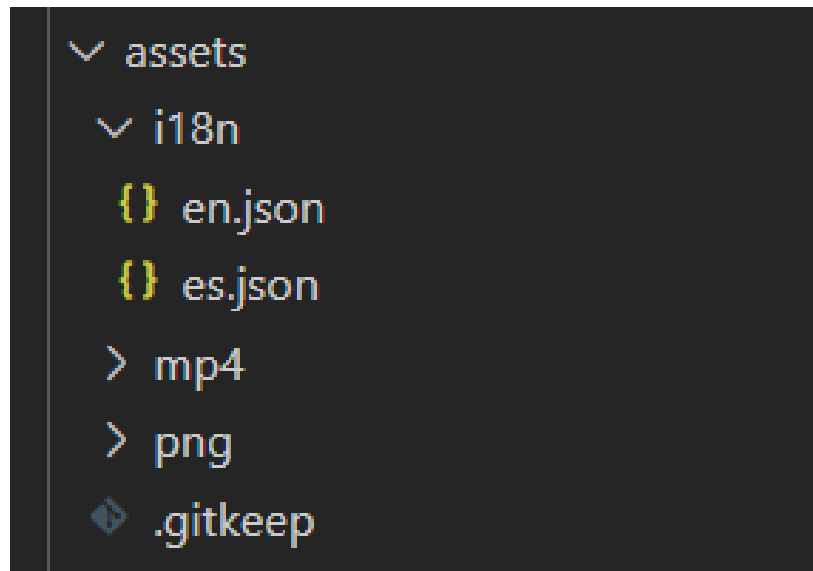 assets
i18n
{} en.json
{} es.json
mp4
png
.gitkeep